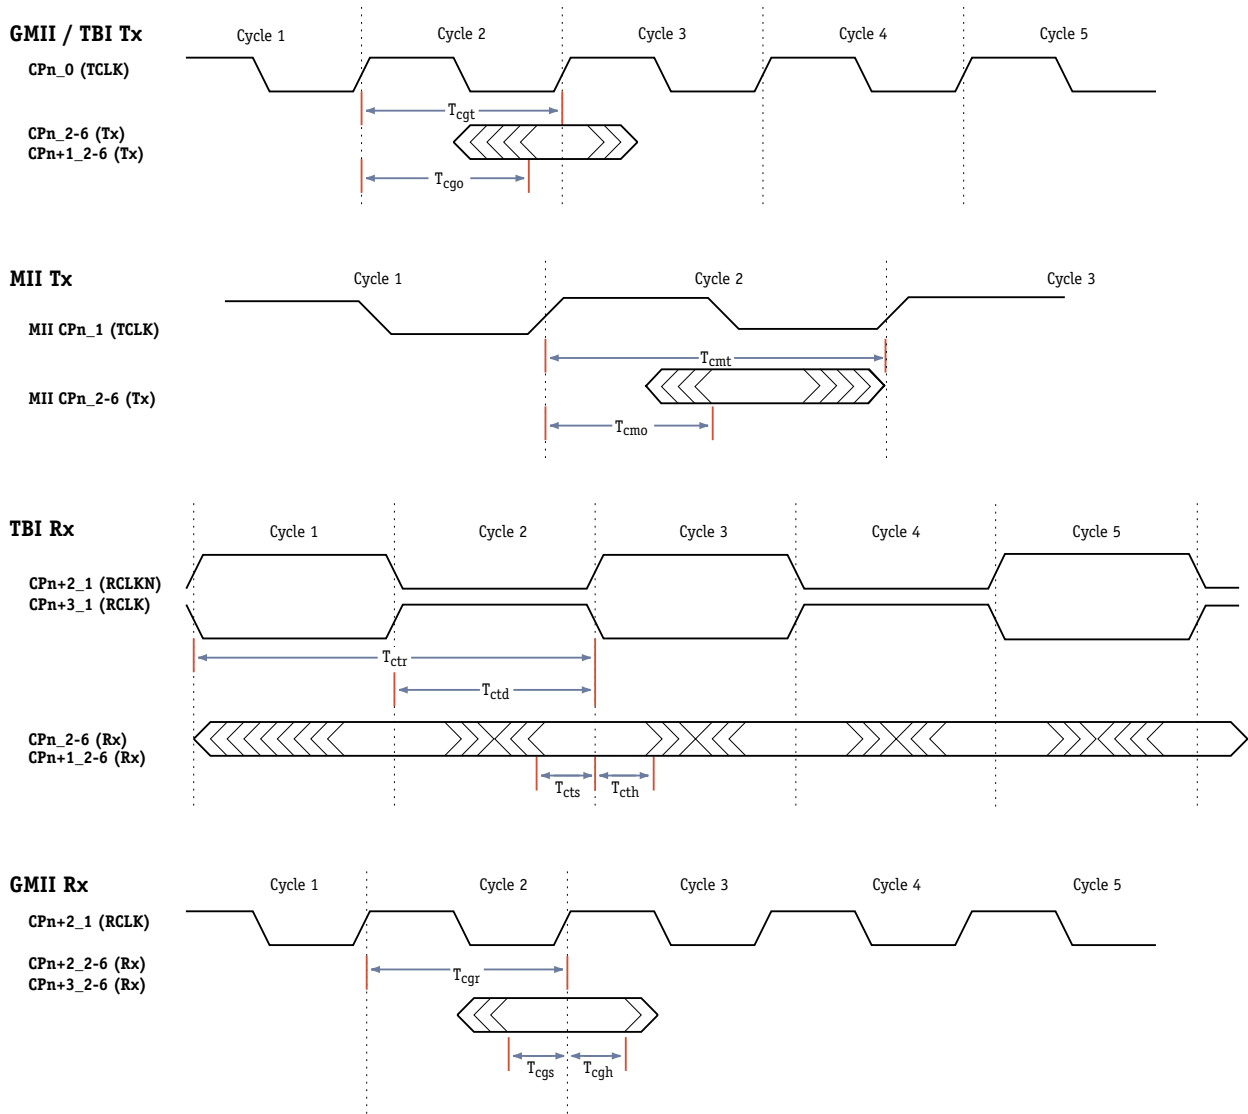 GMII / TBI Tx
Cycle 1 Cycle 2 Cycle 3 Cycle 4 Cycle 5
CPn_0 (TCLK)
Tcgt
CPn_2-6 (Tx)
CPn+1_2-6 (Tx)
Tcgo
MII Tx
Cycle 1 Cycle 2 Cycle 3
MII CPn_1 (TCLK)
Tcmt
MII CPn_2-6 (Tx)
Tcmo
TBI Rx
Cycle 1 Cycle 2 Cycle 3 Cycle 4 Cycle 5
CPn+2_1 (RCLKN)
CPn+3_1 (RCLK)
Tctr
Tctd
CPn_2-6 (Rx)
CPn+1_2-6 (Rx)
Tcts Tcth
GMII Rx
Cycle 1 Cycle 2 Cycle 3 Cycle 4 Cycle 5
CPn+2_1 (RCLK)
CPn+2_2-6 (Rx)
CPn+3_2-6 (Rx)
Tcgr
Tcgs Tcgh